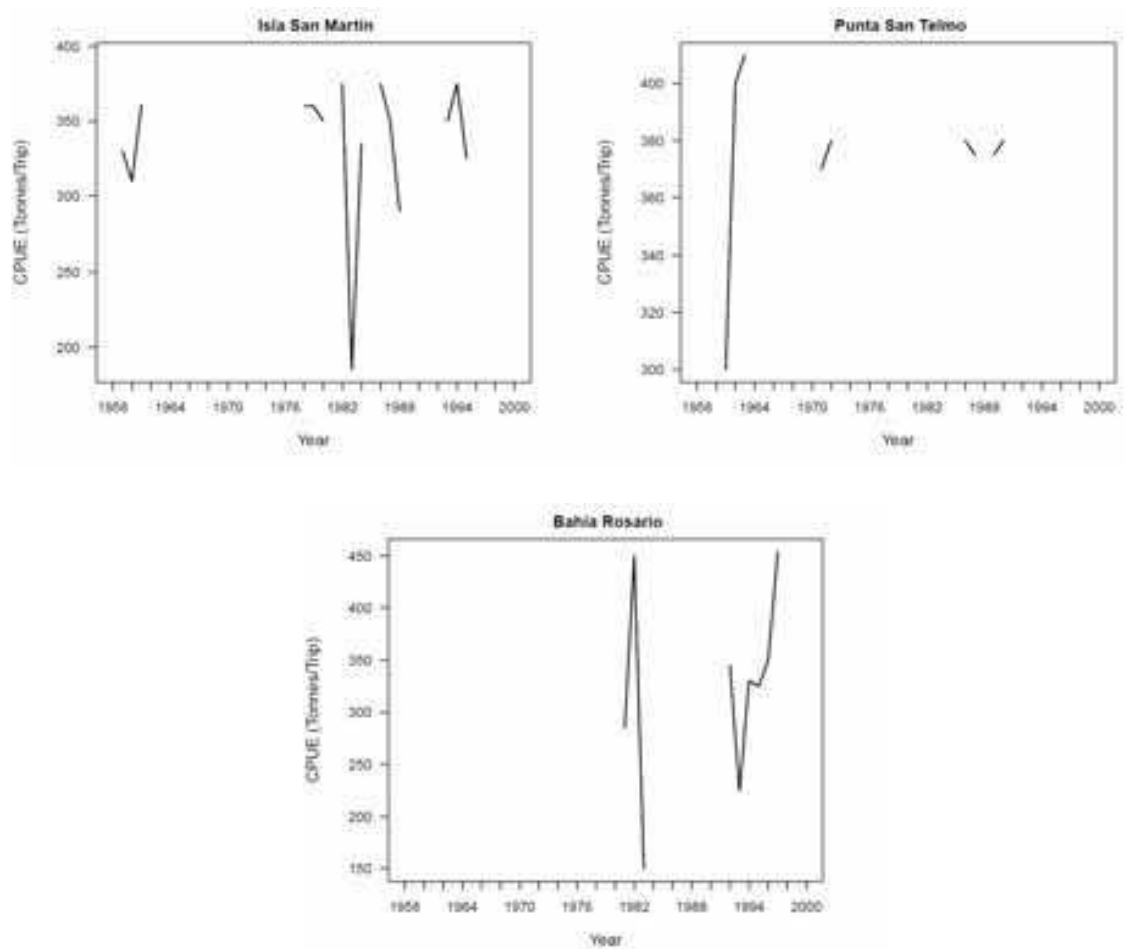 Isla San Martin
CPUE (Tonnes/Trip)
400
350
300
250
200
1958 1964 1970 1976 1982 1988 1994 2000
Year
Punta San Telmo
CPUE (Tonnes/Trip)
400
380
360
340
320
300
1958 1964 1970 1976 1982 1988 1994 2000
Year
Bahia Rosario
CPUE (Tonnes/Trip)
450
400
350
300
250
200
150
1958 1964 1970 1976 1982 1988 1994 2000
Year